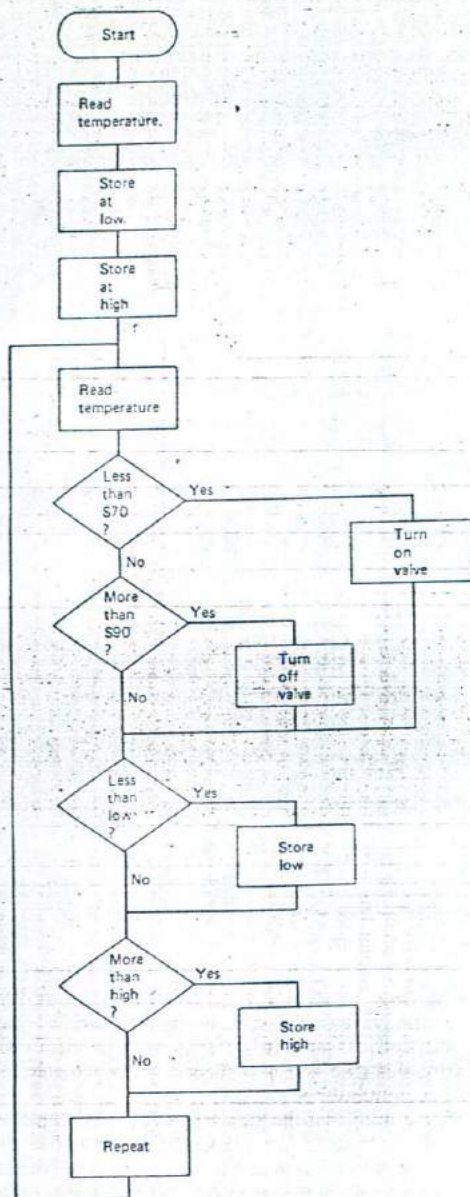 Start
Read
temperature.
Store
at
low.
Store
at
high
Read
temperature
Less
than
S70
?
Yes
Turn
on
valve
No
More
than
S90
?
Yes
Turn
off
valve
No
Less
than
low
?
Yes
Store
low
No
More
than
high
?
Yes
Store
high
No
Repeat